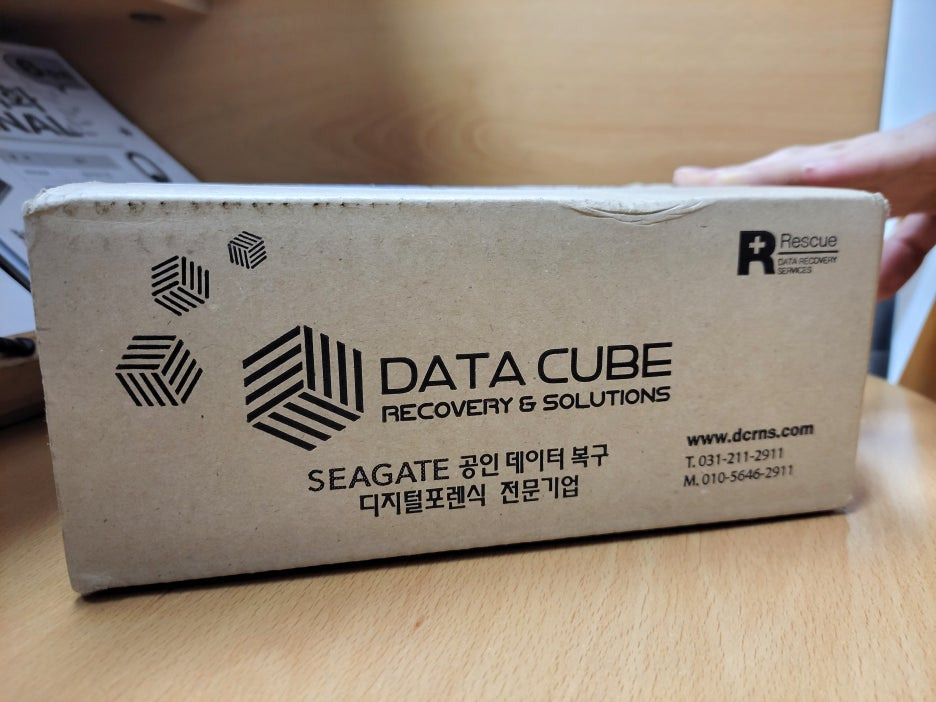 NAL
R Rescue
DATA RECOVERY
SERVICES
DATA CUBE
RECOVERY & SOLUTIONS
www.dcrns.com
T. 031-211-2911
M. 010-5646-2911
SEAGATE 공인 데이터 복구
디지털포렌식 전문기업